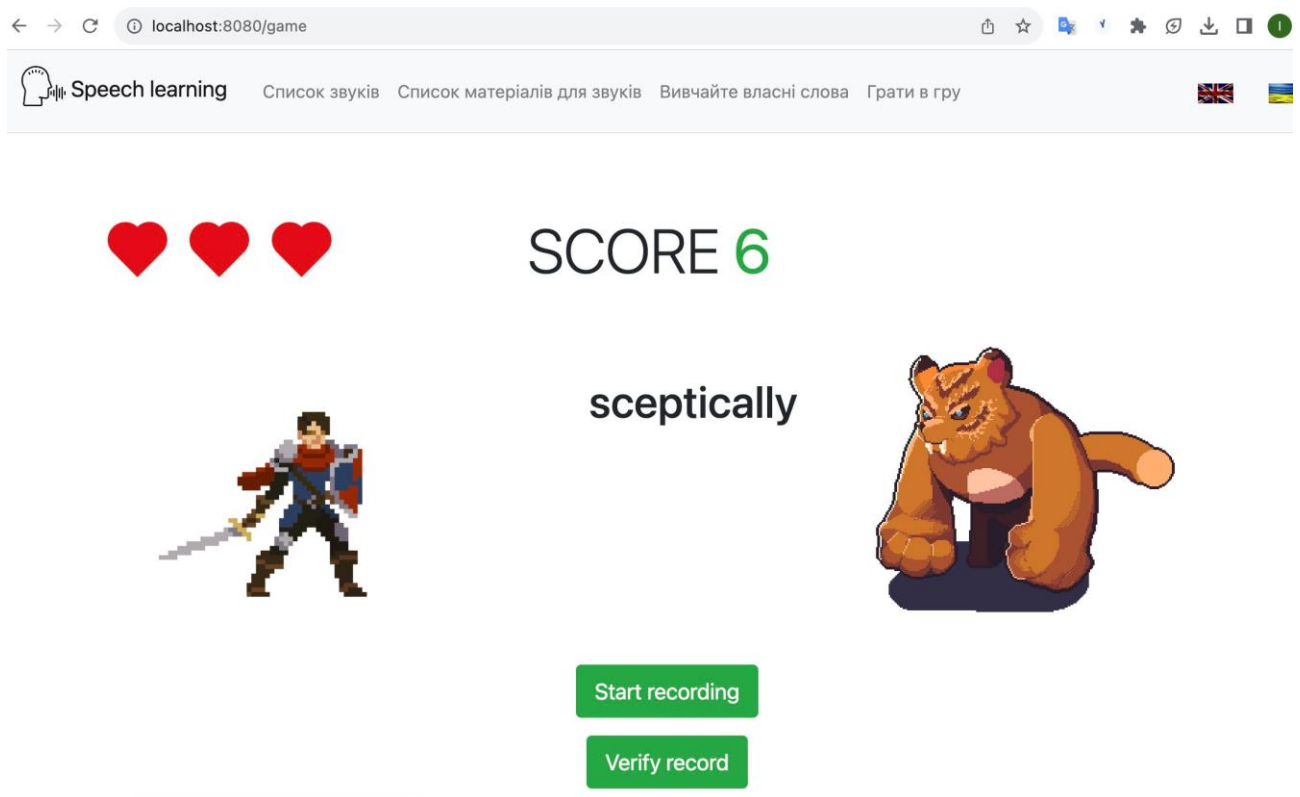 localhost:8080/game
I
Speech learning Список звуків Список матеріалів для звуків Вивчайте власні слова Грати в гру
SCORE 6
sceptically
Start recording
Verify record